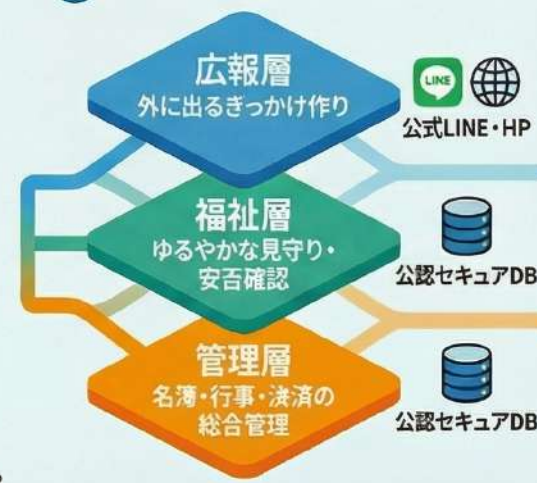 広報層
外に出るきっかけ作り
LINE
公式LINE・HP
福祉層
ゆるやかな見守り・
安否確認
公認セキュアDB
管理層
名簿・行事・決済の
総合管理
公認セキュアDB